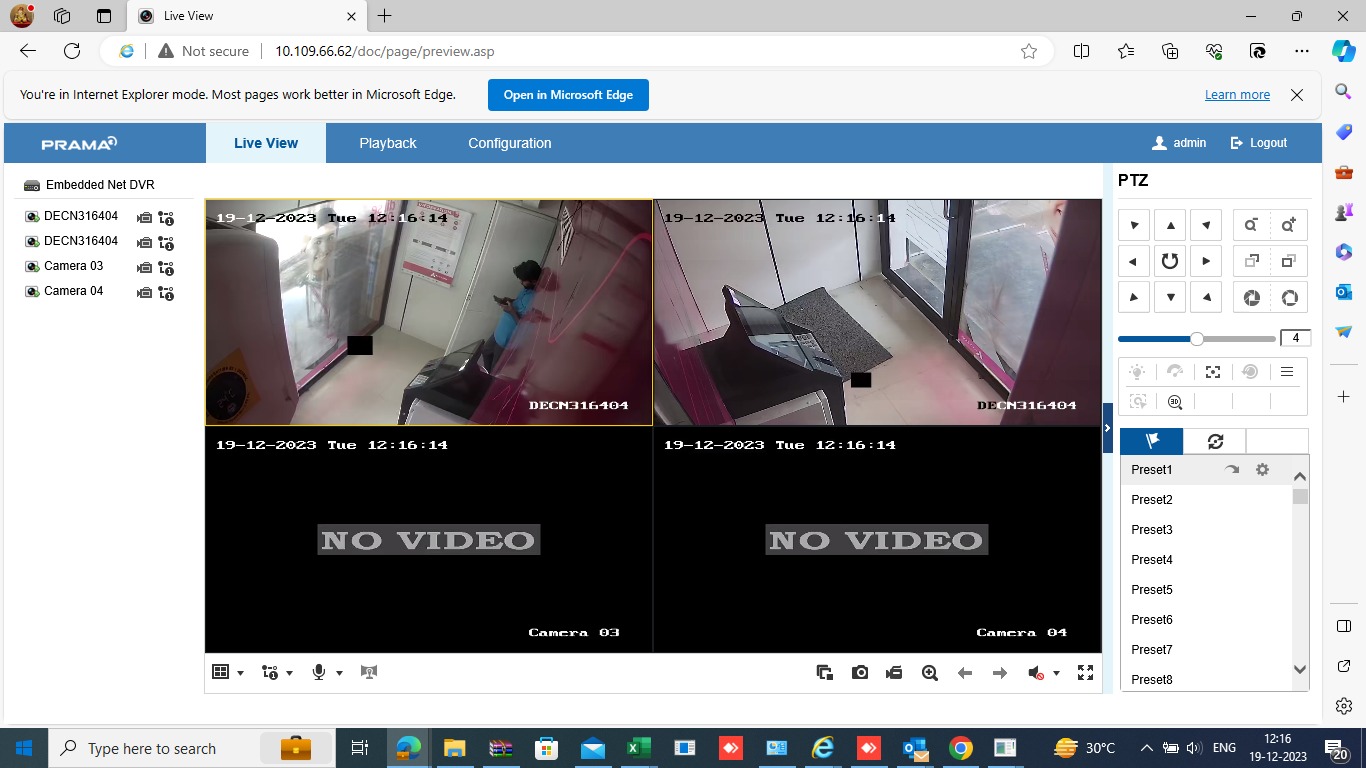 Live View
Not secure
10.109.66.62/doc/page/preview.asp
You're in Internet Explorer mode. Most pages work better in Microsoft Edge.
Open in Microsoft Edge
Learn more
PRAMA
Live View
Playback
Configuration
admin
Logout
Embedded Net DVR
DECN316404
DECN316404
Camera 03
Camera 04
19-12-2023 Tue 12:16:14
DECN316404
19-12-2023 Tue 12:16:14
DECN316404
19-12-2023 Tue 12:16:14
NO VIDEO
Camera 03
19-12-2023 Tue 12:16:14
NO VIDEO
Camera 04
PTZ
4
3D
Preset1
Preset2
Preset3
Preset4
Preset5
Preset6
Preset7
Preset8
Type here to search
30°C
ENG
12:16
19-12-2023
20